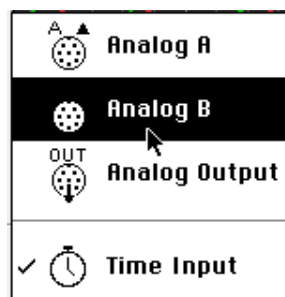 A
Analog A
Analog B
OUT
Analog Output
✓ Time Input